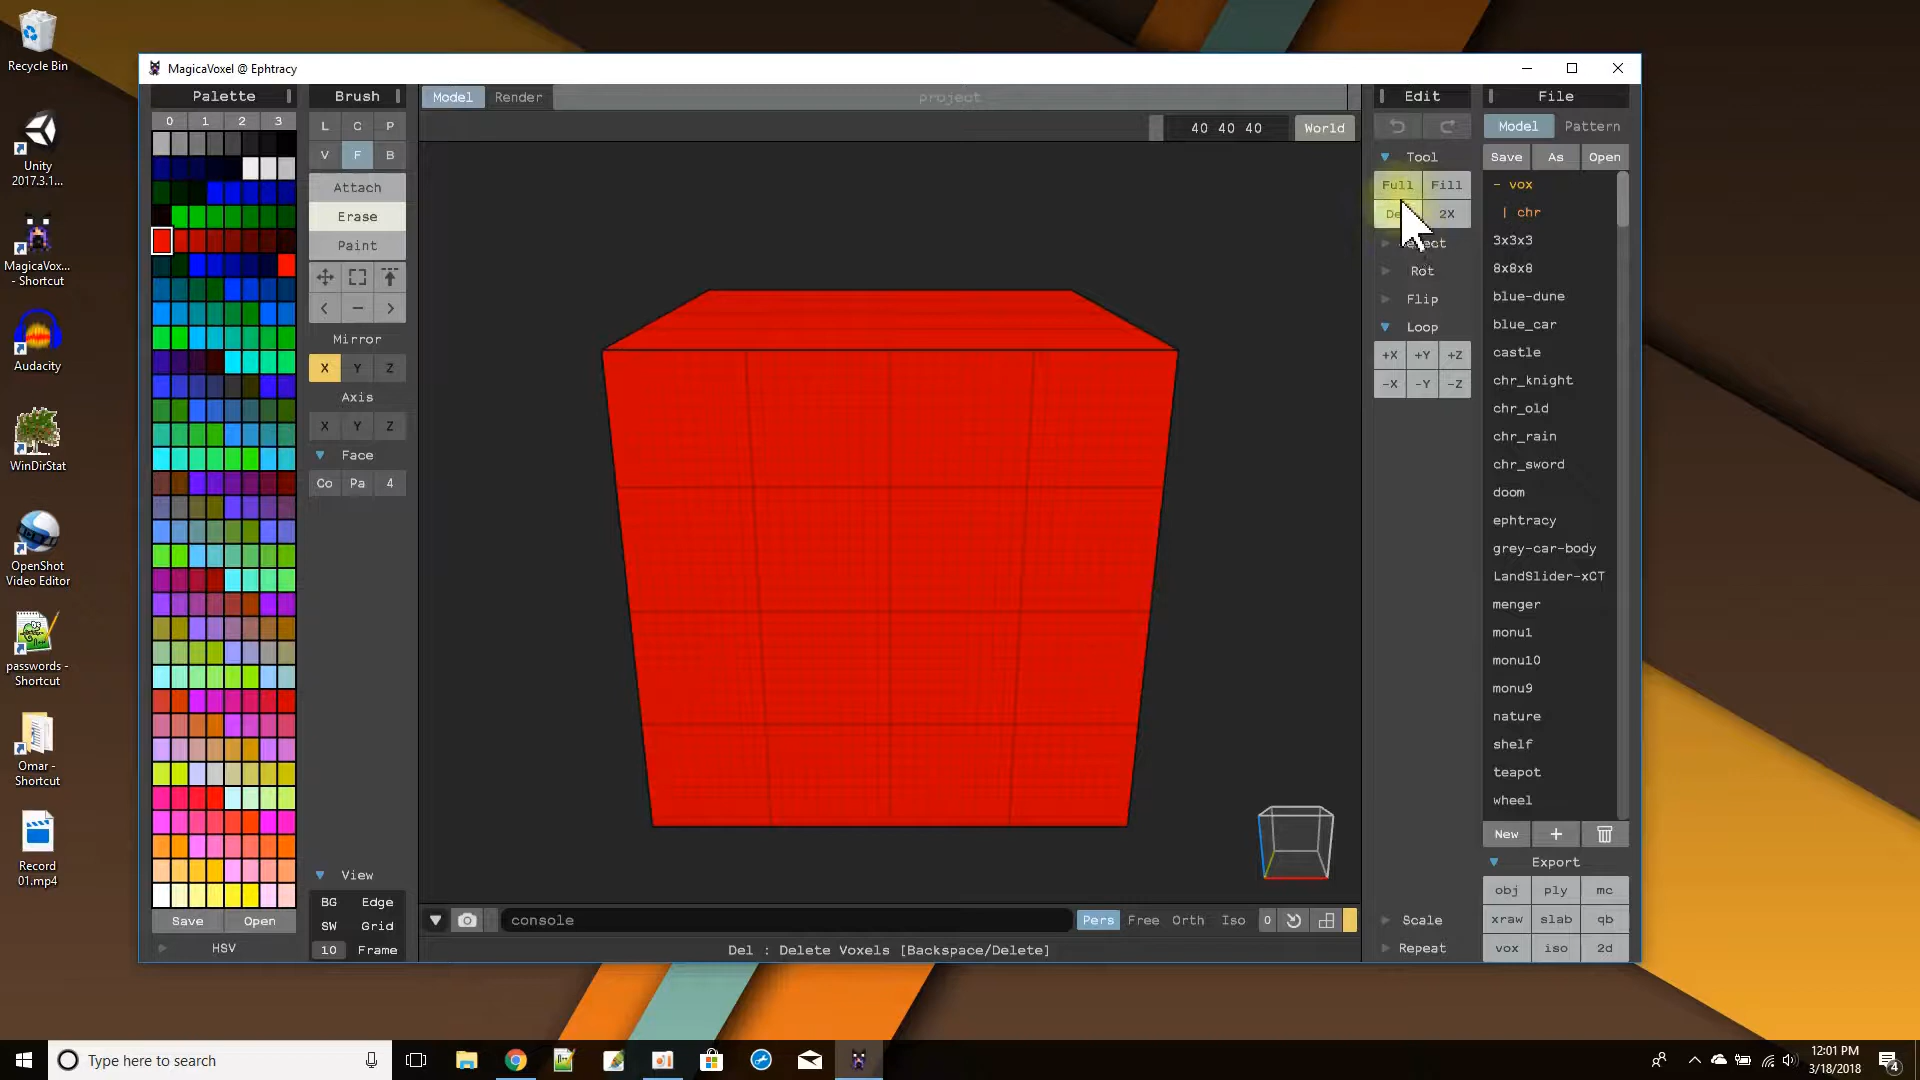 Recycle Bin
Unity
2017.3.1...
MagicaVox...
- Shortcut
Audacity
WinDirStat
OpenShot
Video Editor
passwords -
Shortcut
Omar -
Shortcut
Record
01.mp4
MagicaVoxel @ Ephtracy
Palette
0 1 2 3
Save Open
HSV
Brush
L C P
V F B
Attach
Erase
Paint
< - >
Mirror
X Y Z
Axis
X Y Z
Face
Co Pa 4
View
BG Edge
SW Grid
10 Frame
Model Render project
40 40 40 World
console
Pers Free Orth Iso 0
Del : Delete Voxels [Backspace/Delete]
Edit
Tool
Full Fill
2X
Rot
Flip
Loop
+X +Y +Z
-X -Y -Z
Scale
Repeat
File
Model Pattern
Save As Open
- vox
| chr
3x3x3
8x8x8
blue-dune
blue_car
castle
chr_knight
chr_old
chr_rain
chr_sword
doom
ephtracy
grey-car-body
LandSlider-xCT
menger
monu1
monu10
monu9
nature
shelf
teapot
wheel
New +
Export
obj ply mc
xraw slab qb
vox iso 2d
Type here to search
12:01 PM
3/18/2018
4